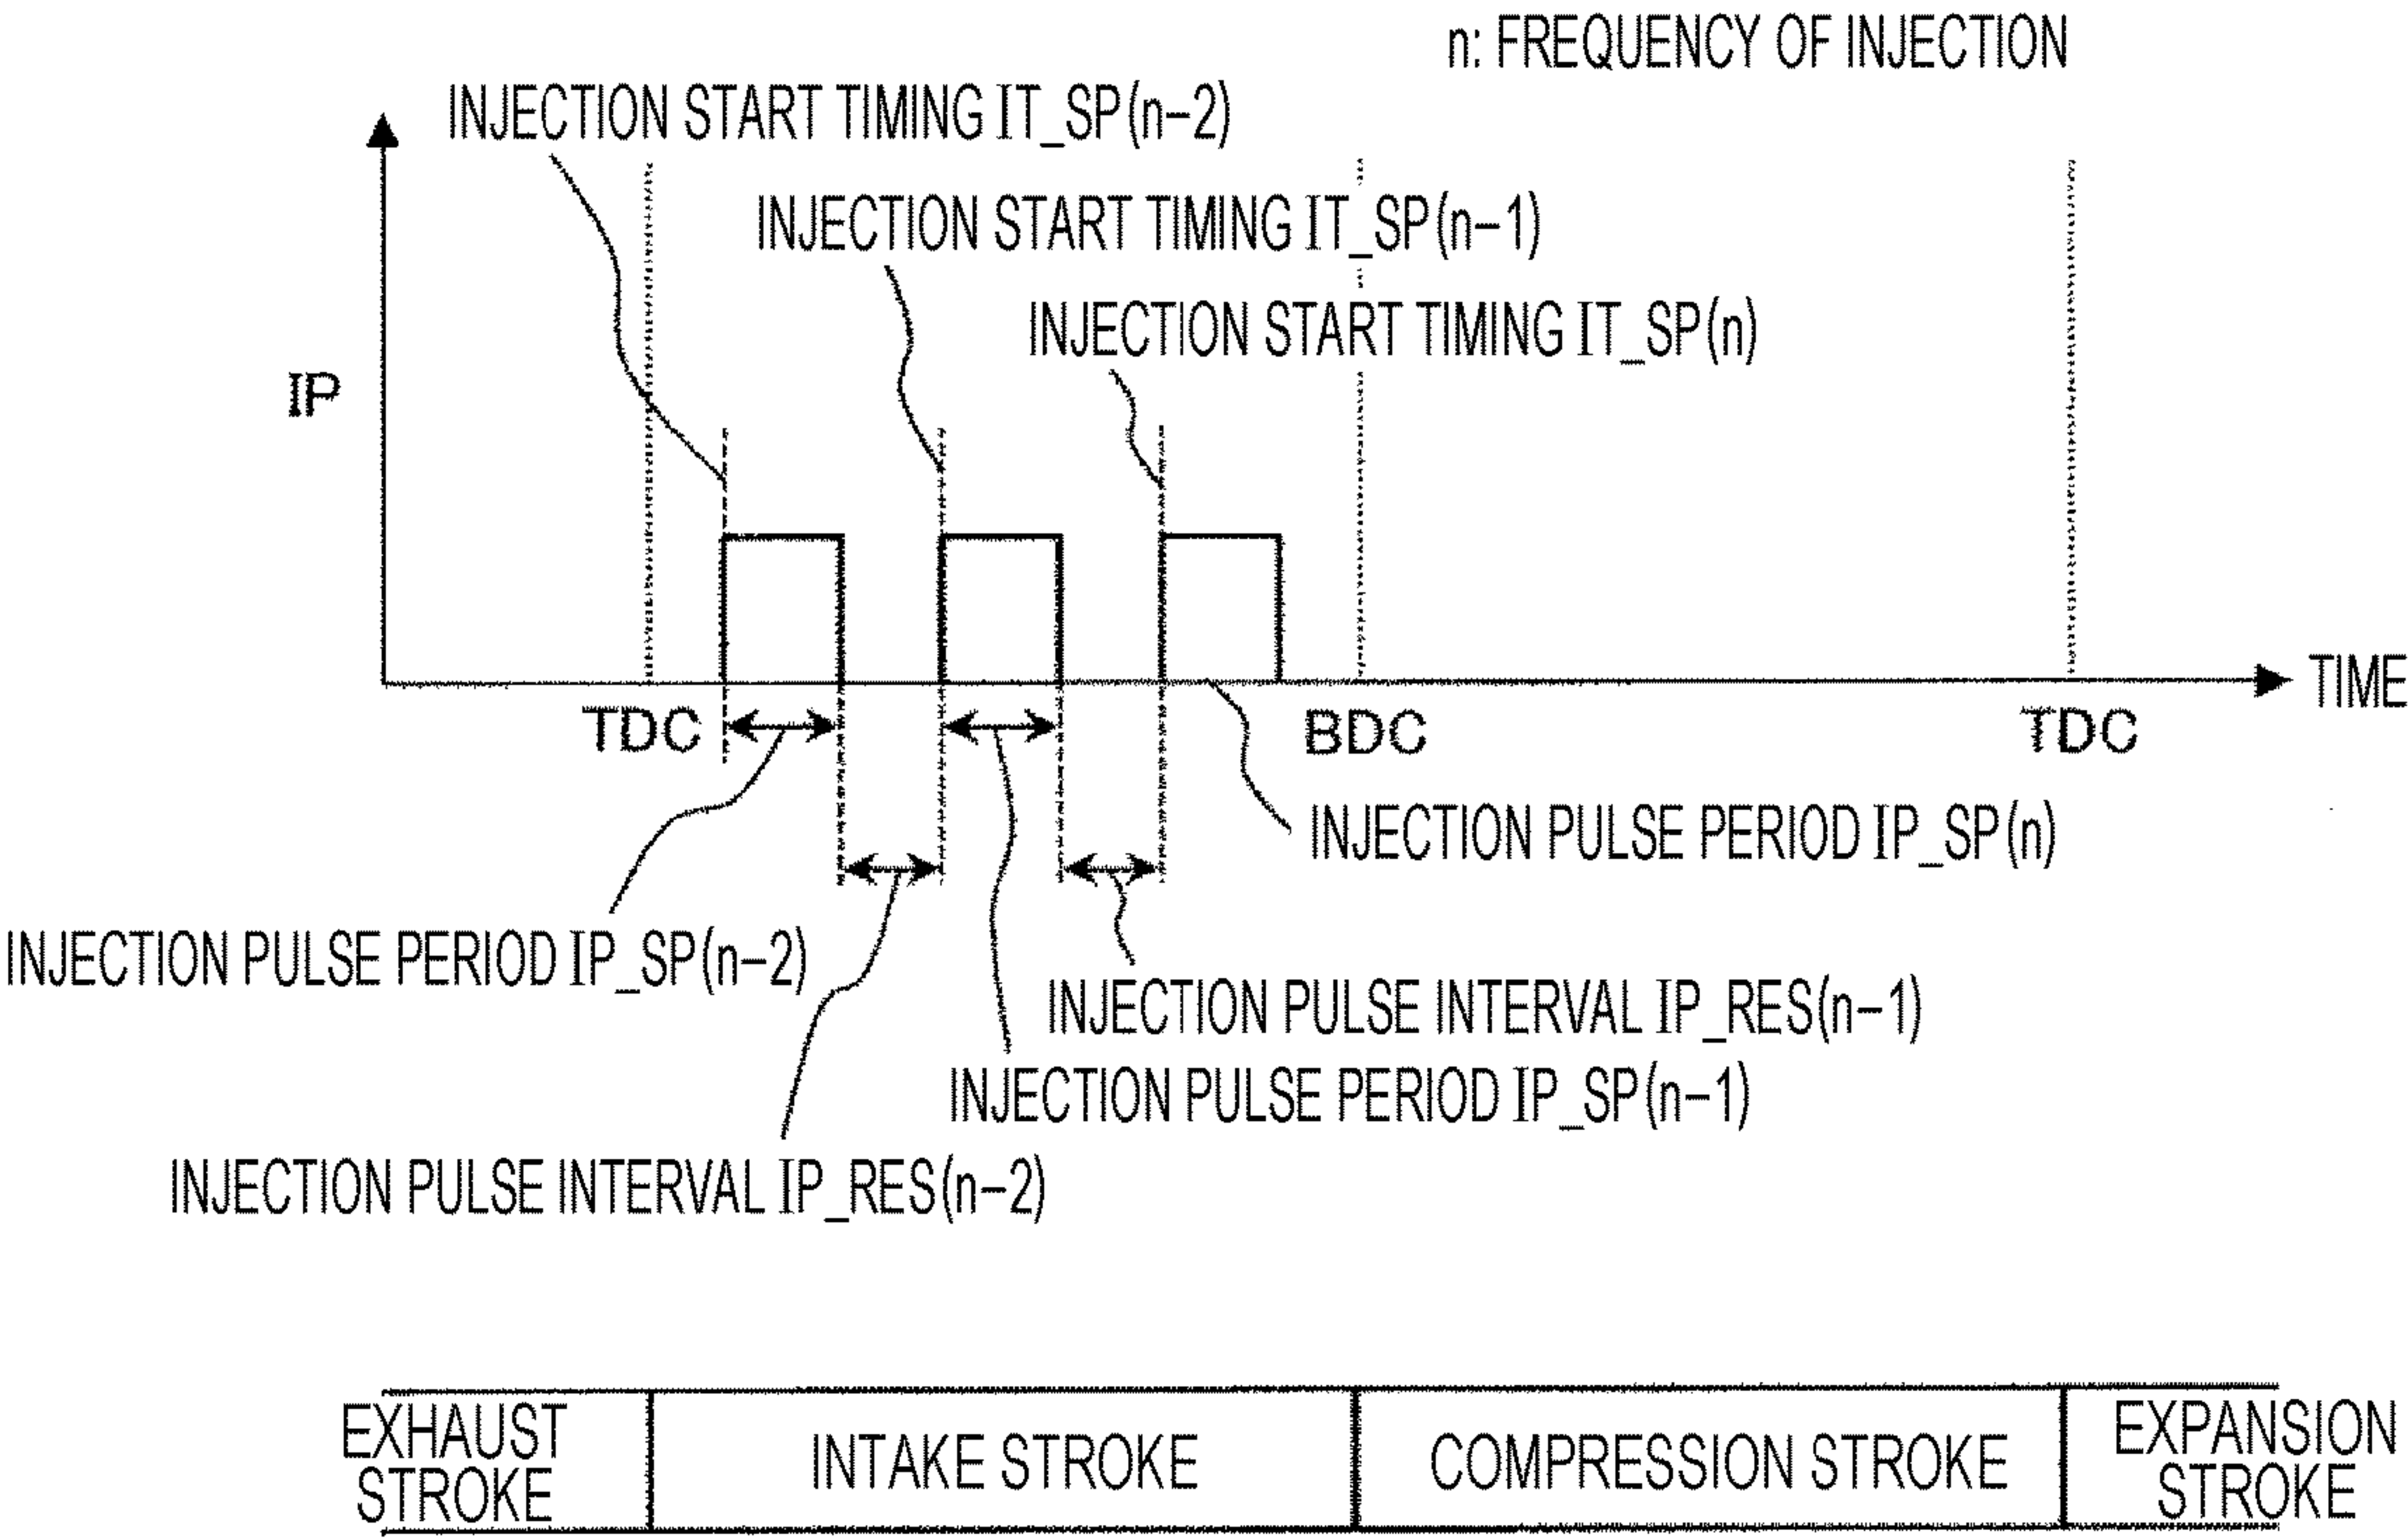 n: FREQUENCY OF INJECTION
INJECTION START TIMING IT_SP(n-2)
INJECTION START TIMING IT_SP(n-1)
INJECTION START TIMING IT_SP(n)
IP
TIME
TDC
BDC
TDC
INJECTION PULSE PERIOD IP_SP(n)
INJECTION PULSE PERIOD IP_SP(n-2)
INJECTION PULSE INTERVAL IP_RES(n-1)
INJECTION PULSE PERIOD IP_SP(n-1)
INJECTION PULSE INTERVAL IP_RES(n-2)
EXHAUST
STROKE
INTAKE STROKE
COMPRESSION STROKE
EXPANSION
STROKE